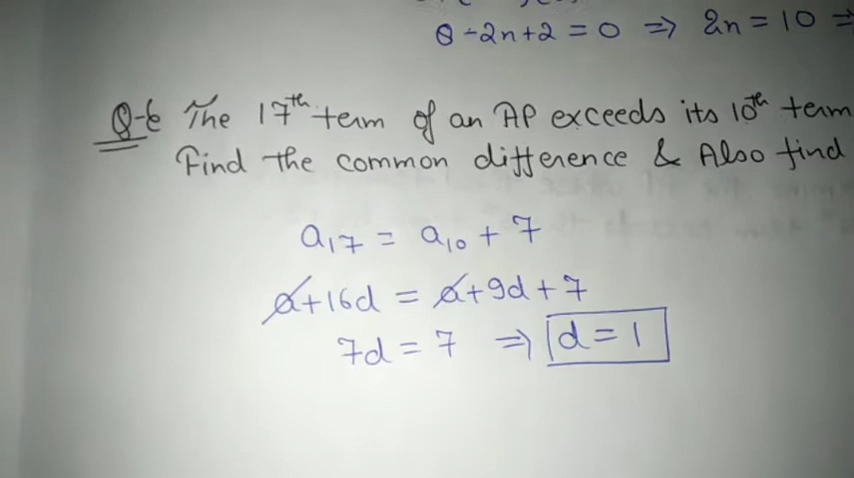 θ-2n+2=0 ⇒ 2n=10 ⇒
Q-6 The 17th term of an AP exceeds its 10th term
Find the common difference & Also find
a17 = a10 + 7
a+16d = a+9d+7
7d = 7 ⇒ d = 1